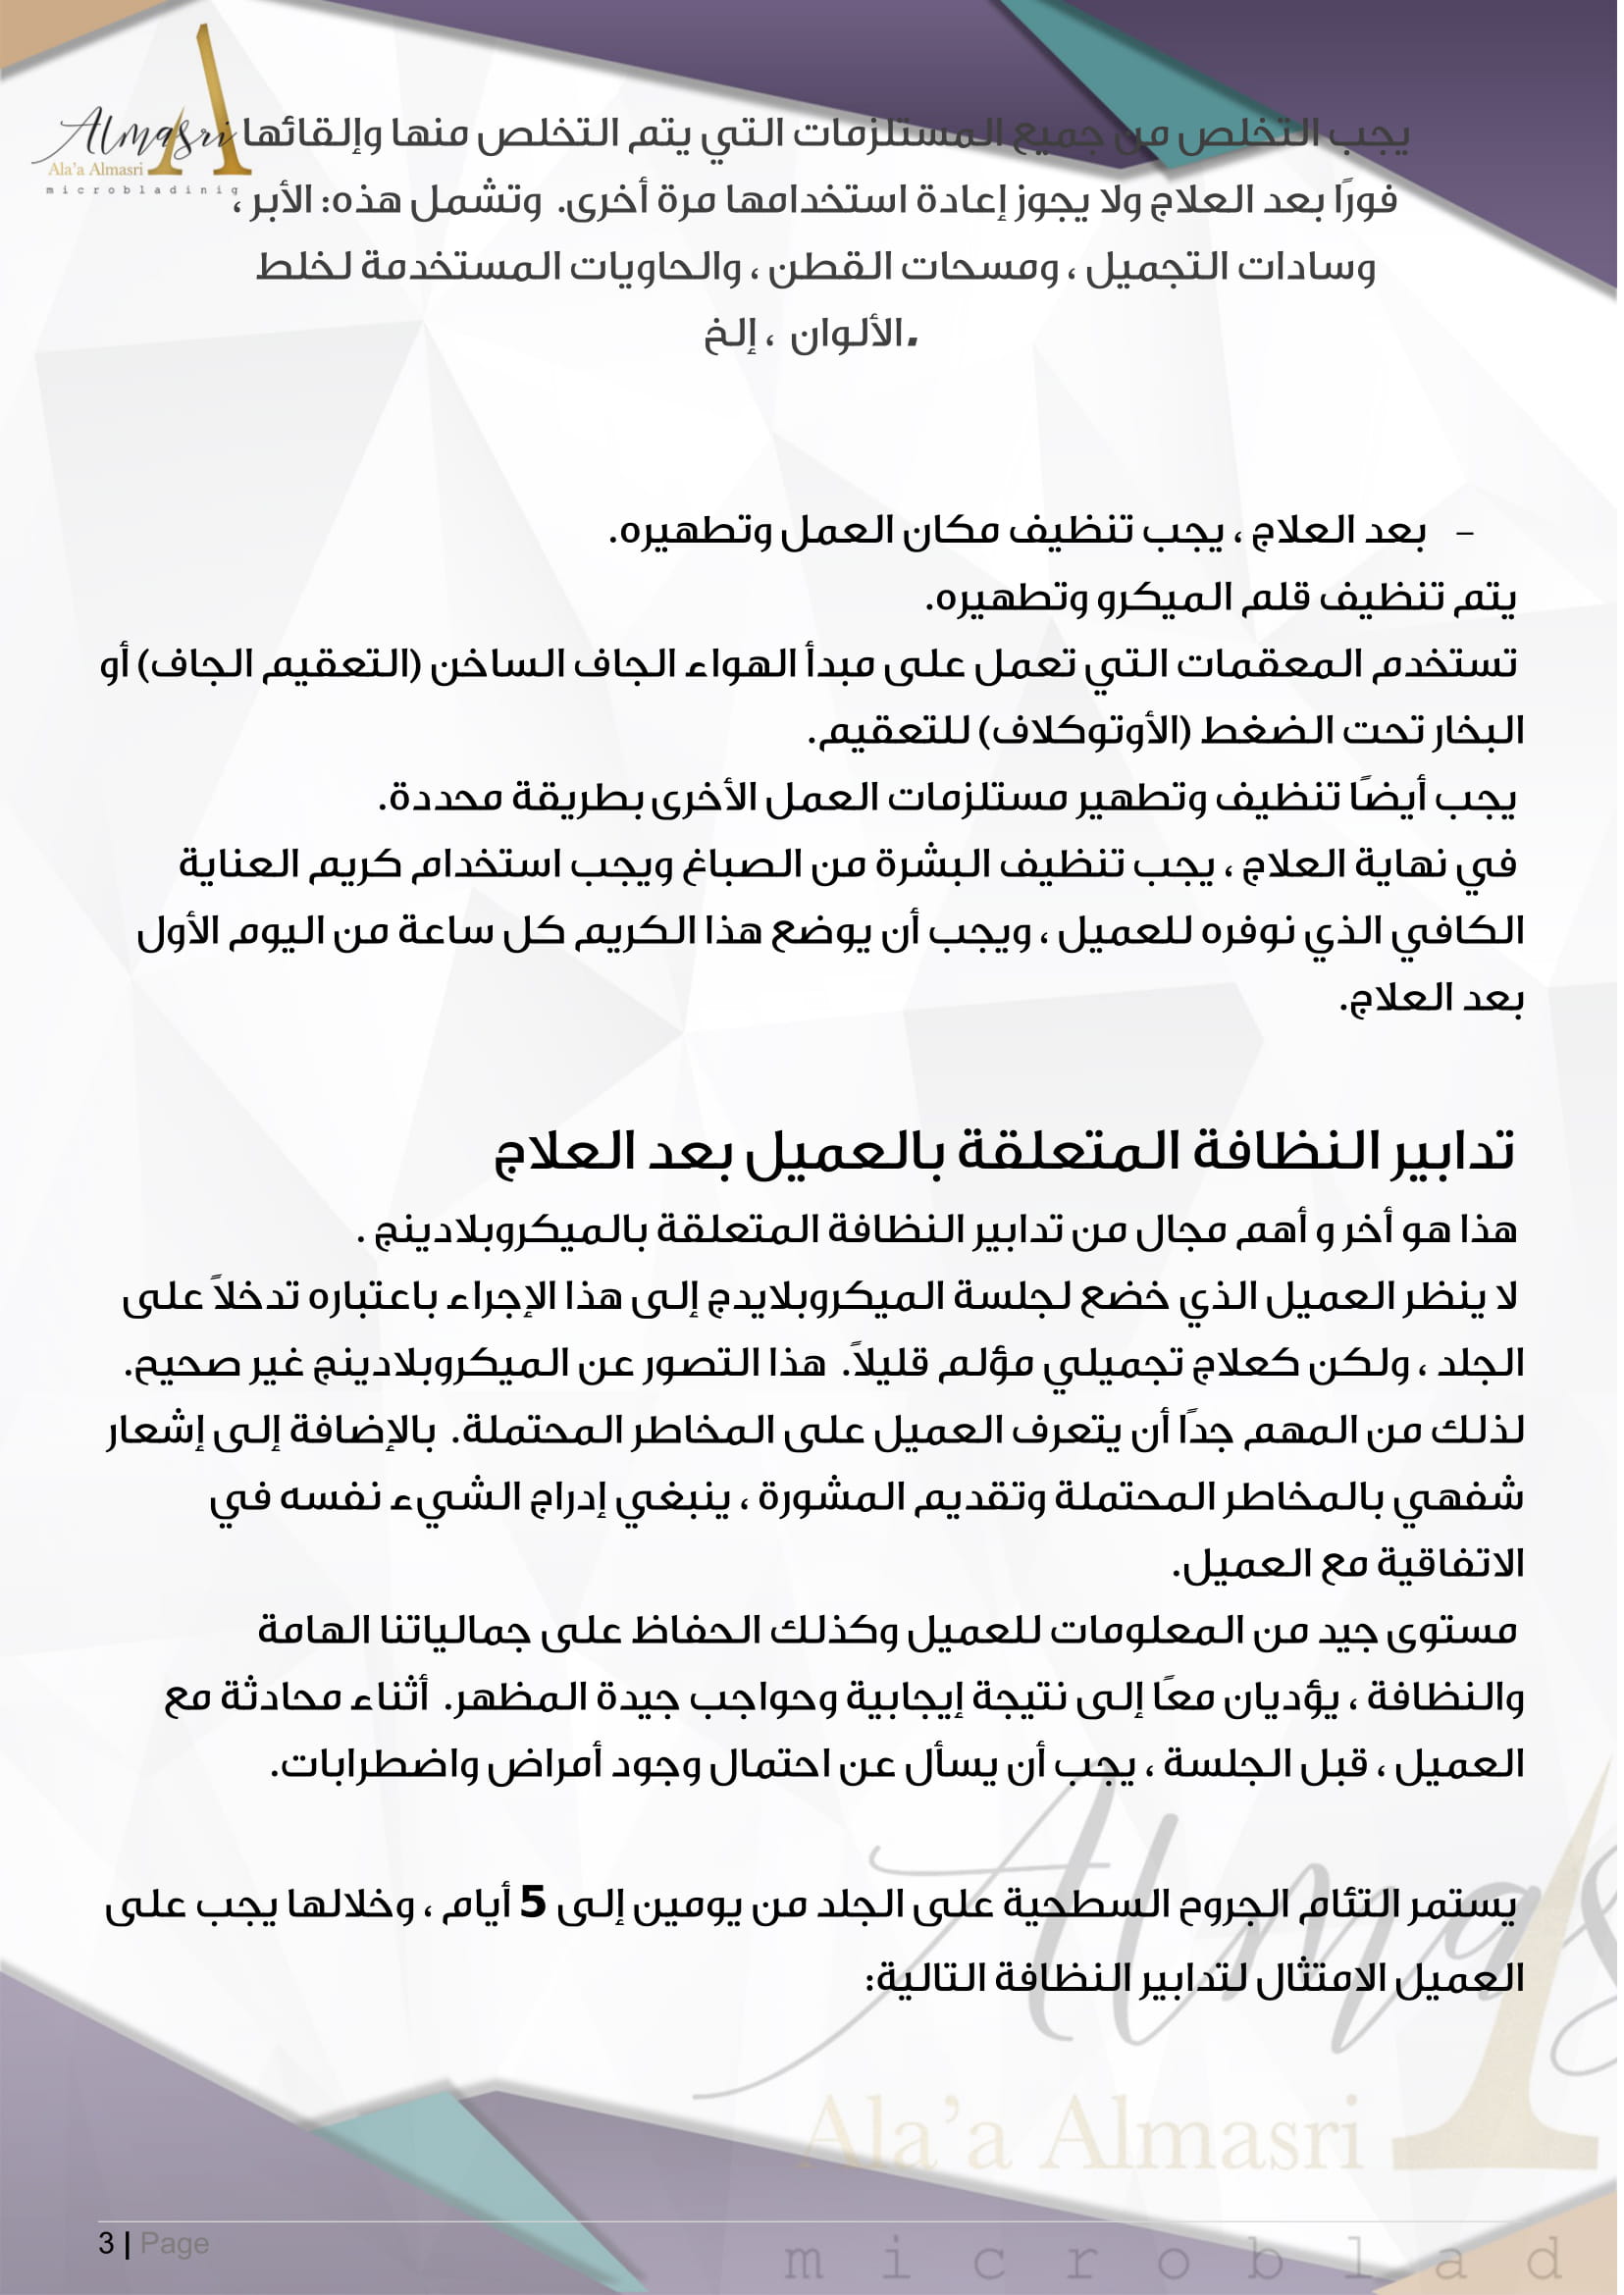 Almasri
Ala'a Almasri
microbladinig
يجب التخلص من جميع المستلزمات التي يتم التخلص منها وإلقائها
فورًا بعد العلاج ولا يجوز إعادة استخدامها مرة أخرى. وتشمل هذه: الأبر ،
وسادات التجميل ، ومسحات القطن ، والحاويات المستخدمة لخلط
الألوان ، إلخ.
- بعد العلاج ، يجب تنظيف مكان العمل وتطهيره.
يتم تنظيف قلم الميكرو وتطهيره.
تستخدم المعقمات التي تعمل على مبدأ الهواء الجاف الساخن (التعقيم الجاف) أو
البخار تحت الضغط (الأوتوكلاف) للتعقيم.
يجب أيضًا تنظيف وتطهير مستلزمات العمل الأخرى بطريقة محددة.
في نهاية العلاج ، يجب تنظيف البشرة من الصباغ ويجب استخدام كريم العناية
الكافي الذي نوفره للعميل ، ويجب أن يوضع هذا الكريم كل ساعة من اليوم الأول
بعد العلاج.
تدابير النظافة المتعلقة بالعميل بعد العلاج
هذا هو أخر و أهم مجال من تدابير النظافة المتعلقة بالميكروبلادينج .
لا ينظر العميل الذي خضع لجلسة الميكروبلايدج إلى هذا الإجراء باعتباره تدخلاً على
الجلد ، ولكن كعلاج تجميلي مؤلم قليلاً. هذا التصور عن الميكروبلادينج غير صحيح.
لذلك من المهم جدًا أن يتعرف العميل على المخاطر المحتملة. بالإضافة إلى إشعار
شفهي بالمخاطر المحتملة وتقديم المشورة ، ينبغي إدراج الشيء نفسه في
الاتفاقية مع العميل.
مستوى جيد من المعلومات للعميل وكذلك الحفاظ على جمالياتنا الهامة
والنظافة ، يؤديان معًا إلى نتيجة إيجابية وحواجب جيدة المظهر. أثناء محادثة مع
العميل ، قبل الجلسة ، يجب أن يسأل عن احتمال وجود أمراض واضطرابات.
يستمر التئام الجروح السطحية على الجلد من يومين إلى 5 أيام ، وخلالها يجب على
العميل الامتثال لتدابير النظافة التالية:
Almas
Ala'a Almasri
microblad
3 | Page